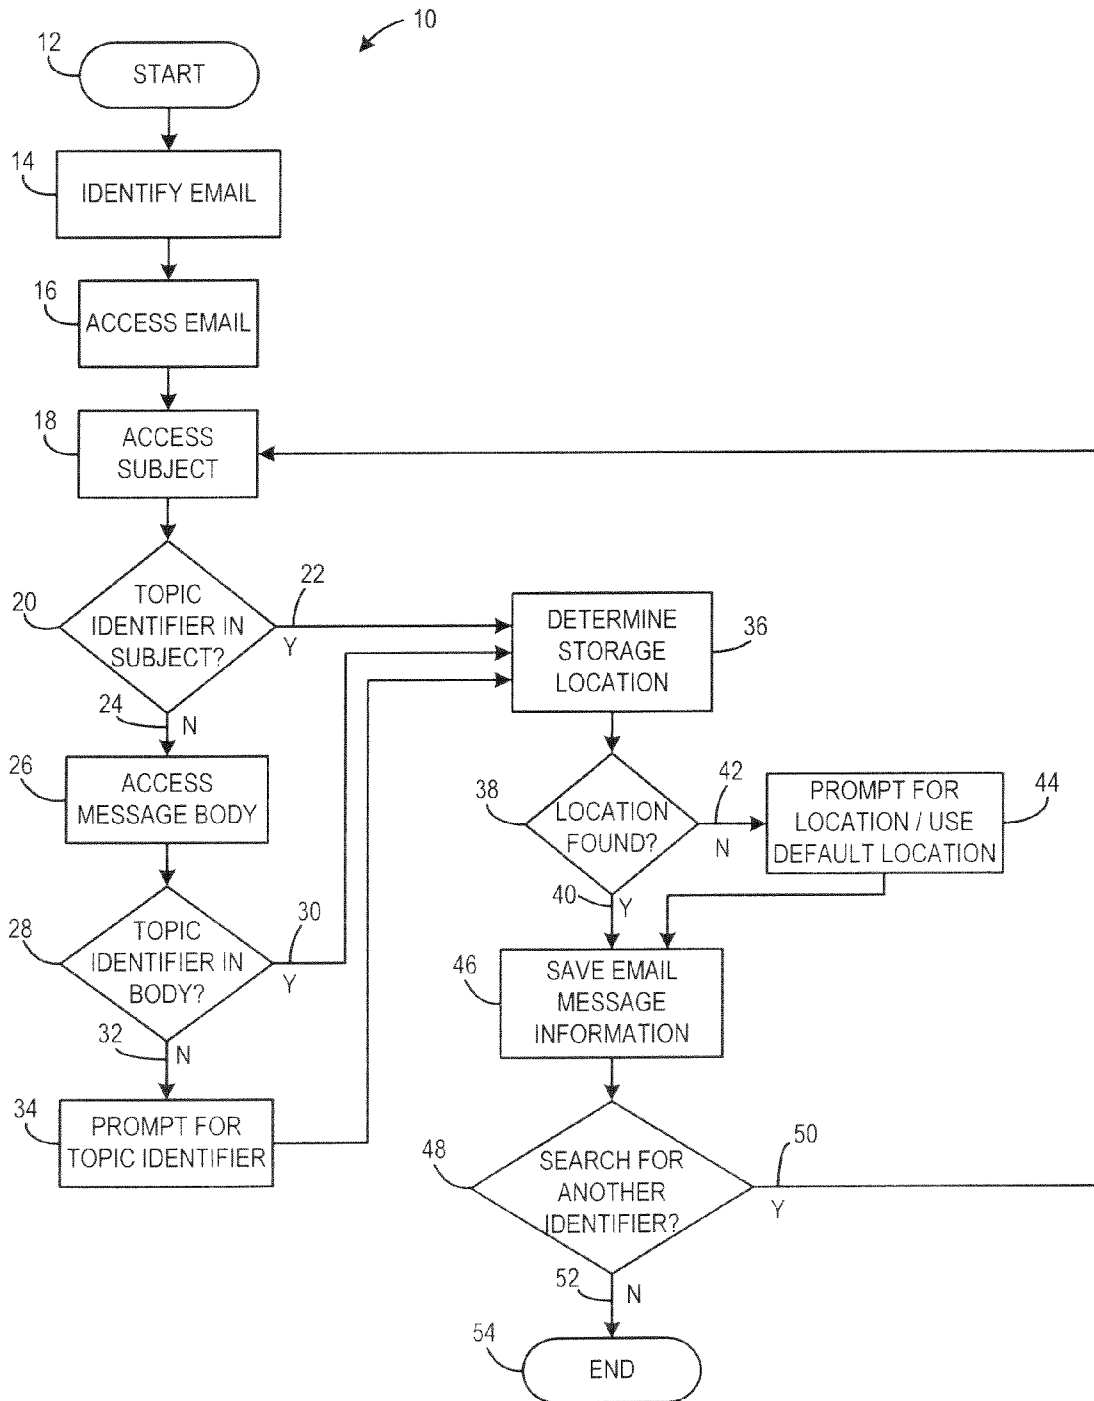 10
12
START
14
IDENTIFY EMAIL
16
ACCESS EMAIL
18
ACCESS
SUBJECT
20
TOPIC
IDENTIFIER IN
SUBJECT?
22
Y
24
N
26
ACCESS
MESSAGE BODY
28
TOPIC
IDENTIFIER IN
BODY?
30
Y
32
N
34
PROMPT FOR
TOPIC IDENTIFIER
DETERMINE
STORAGE
LOCATION
36
38
LOCATION
FOUND?
42
N
PROMPT FOR
LOCATION / USE
DEFAULT LOCATION
44
40
Y
46
SAVE EMAIL
MESSAGE
INFORMATION
48
SEARCH FOR
ANOTHER
IDENTIFIER?
50
Y
52
N
54
END